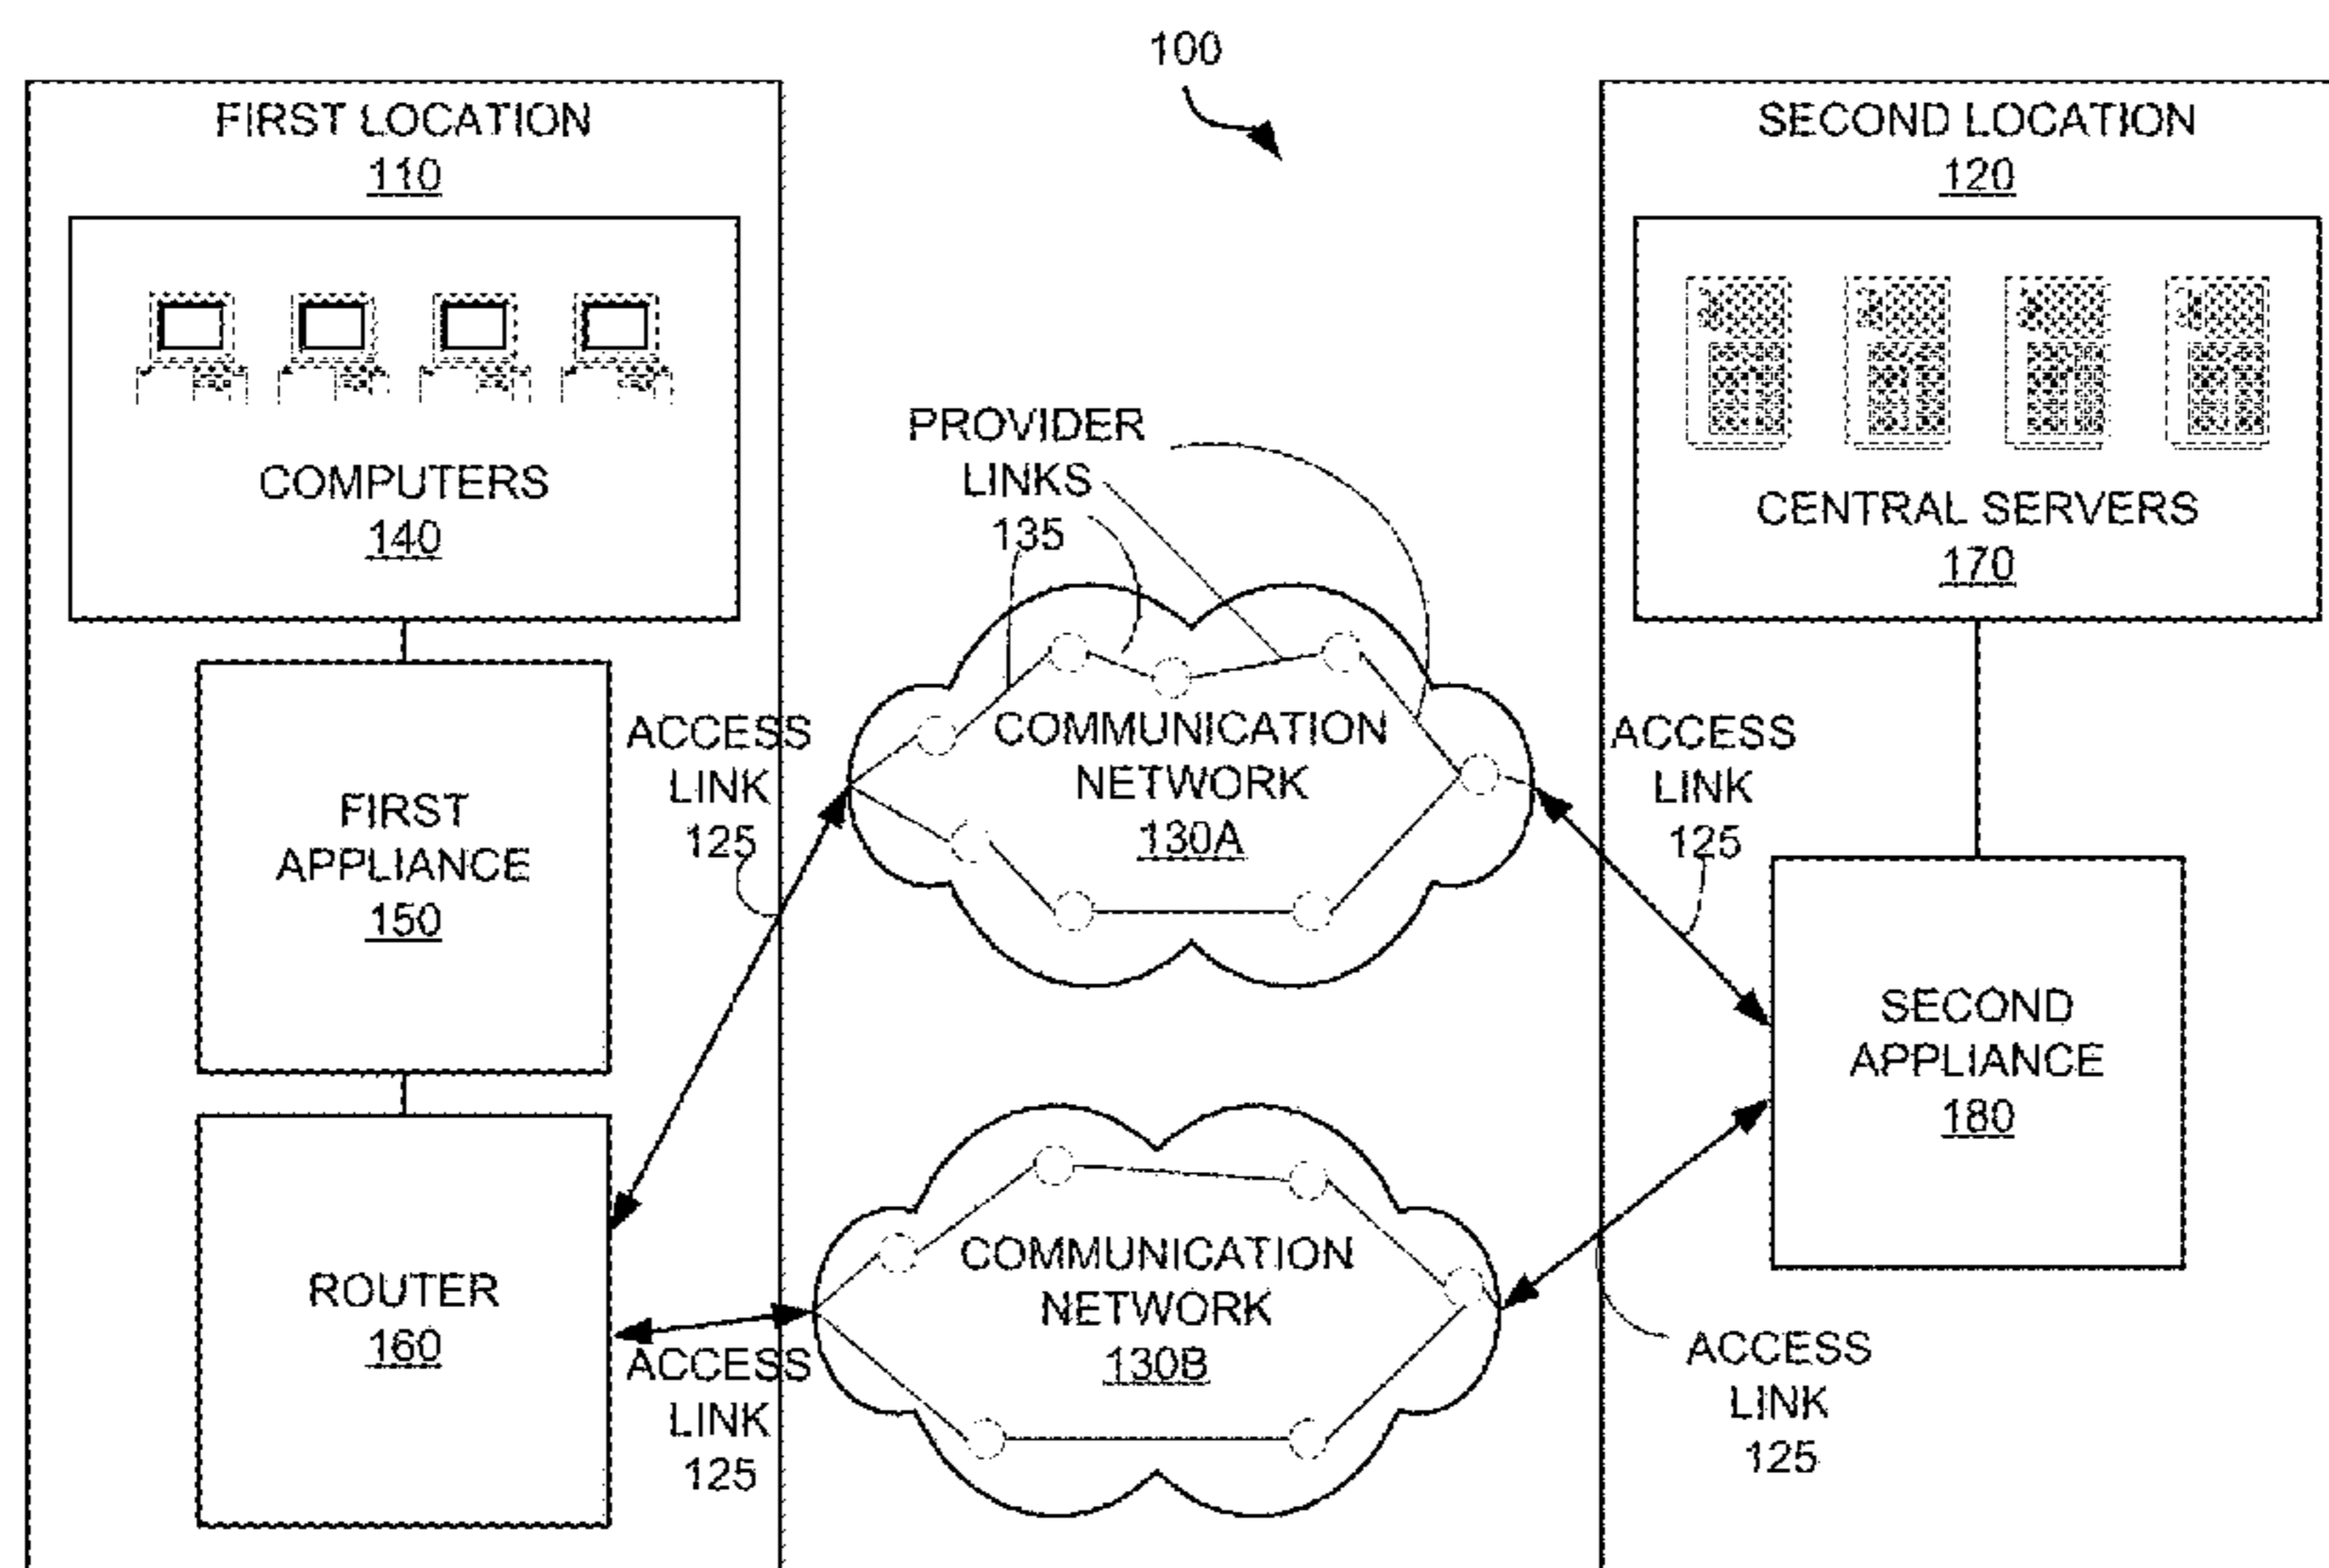 100
FIRST LOCATION
110
COMPUTERS
140
FIRST
APPLIANCE
150
ROUTER
160
ACCESS
LINK
125
ACCESS
LINK
125
PROVIDER
LINKS
135
COMMUNICATION
NETWORK
130A
COMMUNICATION
NETWORK
130B
SECOND LOCATION
120
CENTRAL SERVERS
170
ACCESS
LINK
125
SECOND
APPLIANCE
180
ACCESS
LINK
125